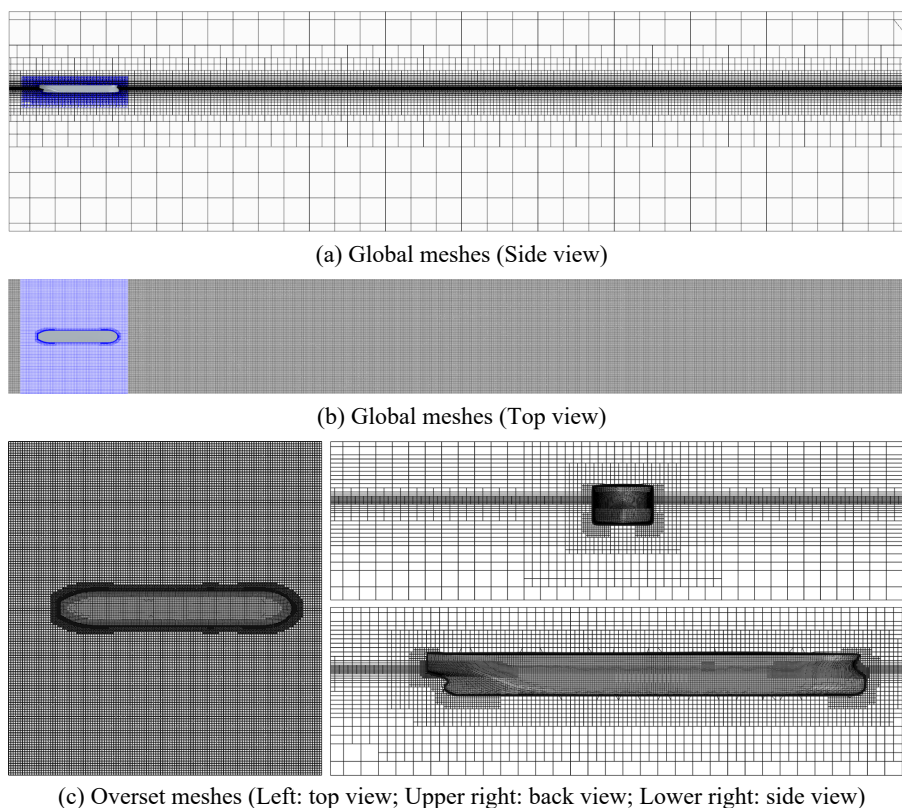 (a) Global meshes (Side view)
(b) Global meshes (Top view)
(c) Overset meshes (Left: top view; Upper right: back view; Lower right: side view)